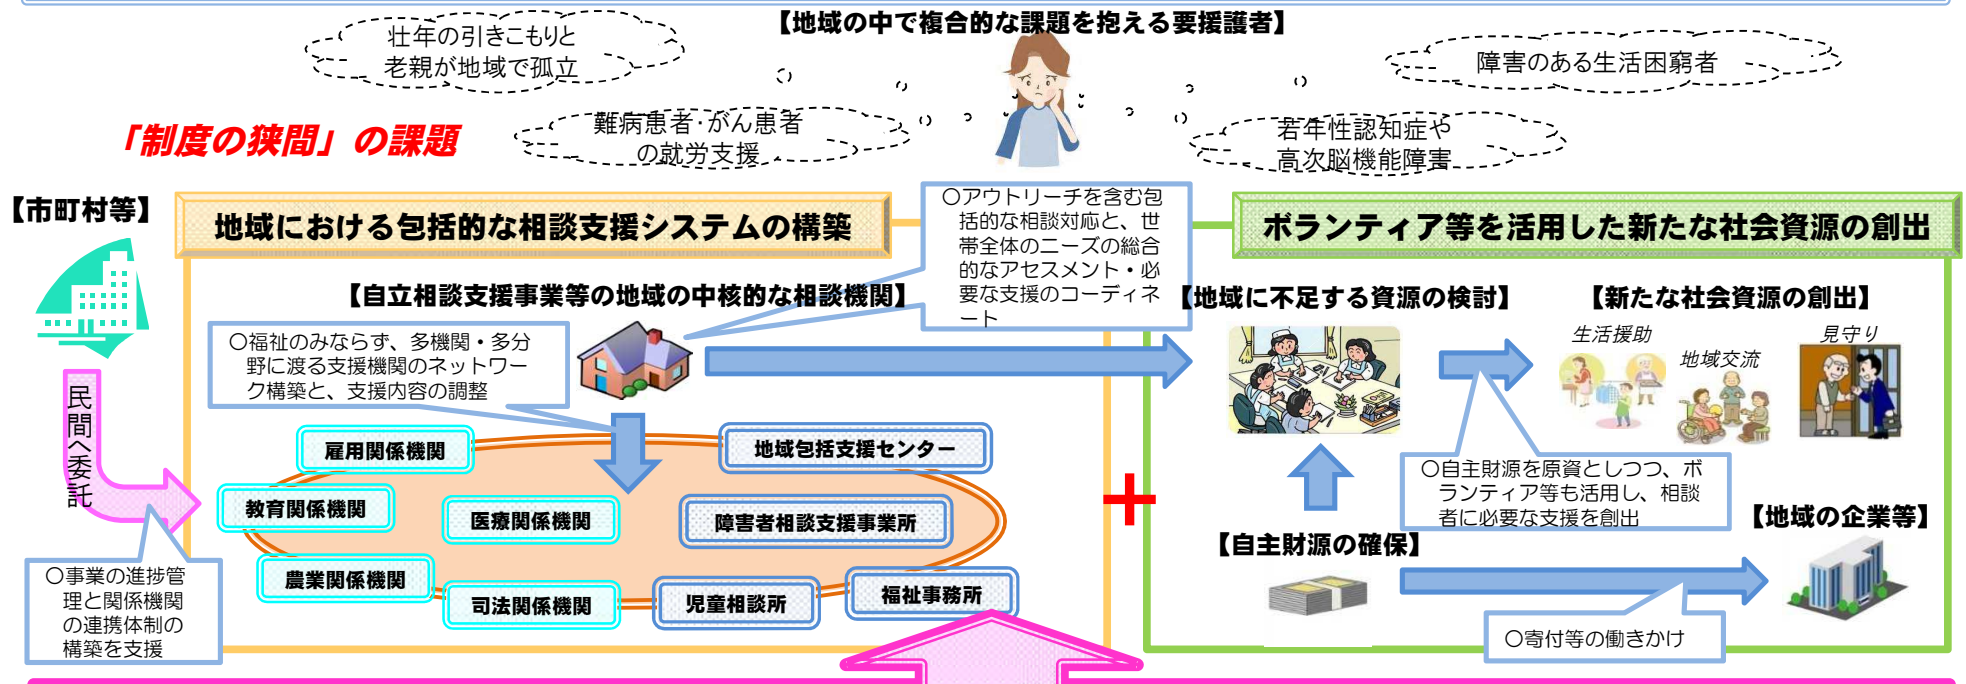 【地域の中で複合的な課題を抱える要援護者】
壮年の引きこもりと
老親が地域で孤立
障害のある生活困窮者
難病患者・がん患者
の就労支援
若年性認知症や
高次脳機能障害
「制度の狭間」の課題
【市町村等】
地域における包括的な相談支援システムの構築
〇アウトリーチを含む包
括的な相談対応と、世
帯全体のニーズの総合
的なアセスメント・必
要な支援のコーディネ
ート
ボランティア等を活用した新たな社会資源の創出
【自立相談支援事業等の地域の中核的な相談機関】
〇福祉のみならず、多機関・多分
野に渡る支援機関のネットワー
ク構築と、支援内容の調整
【地域に不足する資源の検討】
【新たな社会資源の創出】
生活援助
地域交流
見守り
民間へ委託
雇用関係機関
地域包括支援センター
教育関係機関
医療関係機関
障害者相談支援事業所
農業関係機関
司法関係機関
児童相談所
福祉事務所
〇事業の進捗管
理と関係機関
の連携体制の
構築を支援
+
〇自主財源を原資としつつ、ボ
ランティア等も活用し、相談
者に必要な支援を創出
【自主財源の確保】
【地域の企業等】
〇寄付等の働きかけ